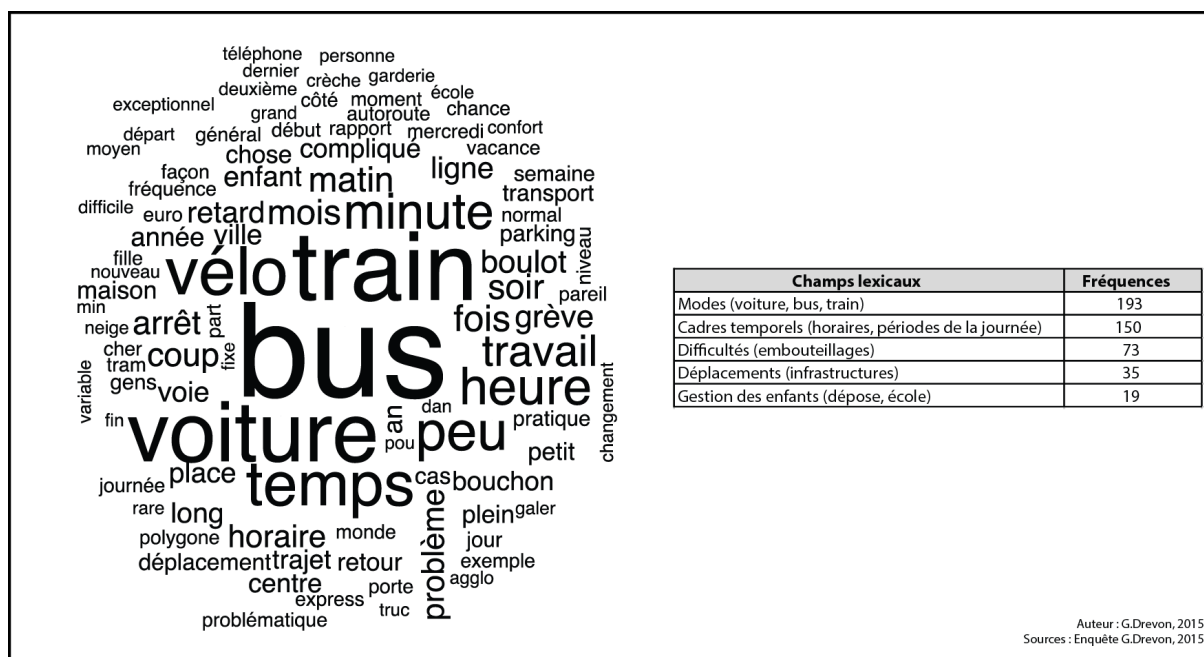 téléphone personne
dernier
crèche garderie
deuxième
école
exceptionnel
côté moment
grand
autoroute
chance
départ général début rapport mercredi confort
moyen
chose compliqué
vacance
façon
enfant matin ligne semaine
fréquence
transport
difficile euro retard mois minute normal
année ville
parking
fille
vélo train boulot niveau
nouveau
soir
maison
pareil
min
neige arrêt part bus fois grève
cher coup fixe travail
tram
gens voie
heure
variable
changement
fin voiture an dan peu pratique
pou
petit
place temps cas bouchon
journée
rare long
problème plein galer
polygone horaire monde
jour
déplacement trajet retour exemple
centre porte agglo
express truc
problématique
Champs lexicaux Fréquences
Modes (voiture, bus, train) 193
Cadres temporels (horaires, périodes de la journée) 150
Difficultés (embouteillages) 73
Déplacements (infrastructures) 35
Gestion des enfants (dépose, école) 19
Auteur : G.Drevon, 2015
Sources : Enquête G.Drevon, 2015